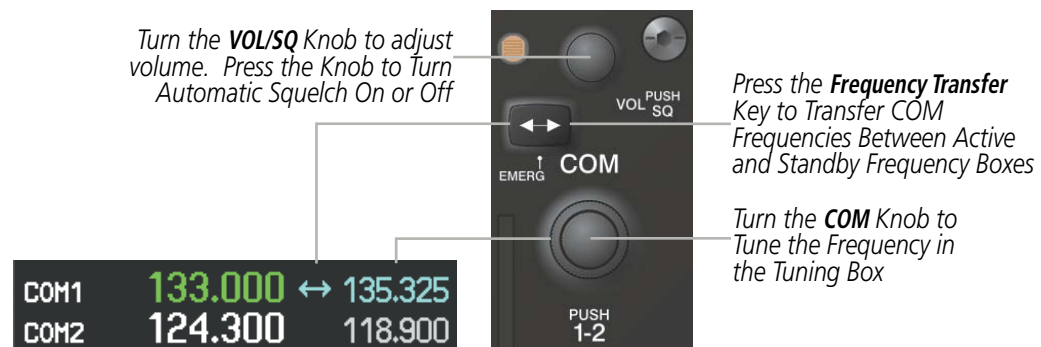 Turn the VOL/SQ Knob to adjust
volume. Press the Knob to Turn
Automatic Squelch On or Off
VOL PUSH SQ
Press the Frequency Transfer
Key to Transfer COM
Frequencies Between Active
and Standby Frequency Boxes
EMERG
COM
Turn the COM Knob to
Tune the Frequency in
the Tuning Box
COM1 133.000 ↔ 135.325
COM2 124.300 118.900
PUSH
1-2